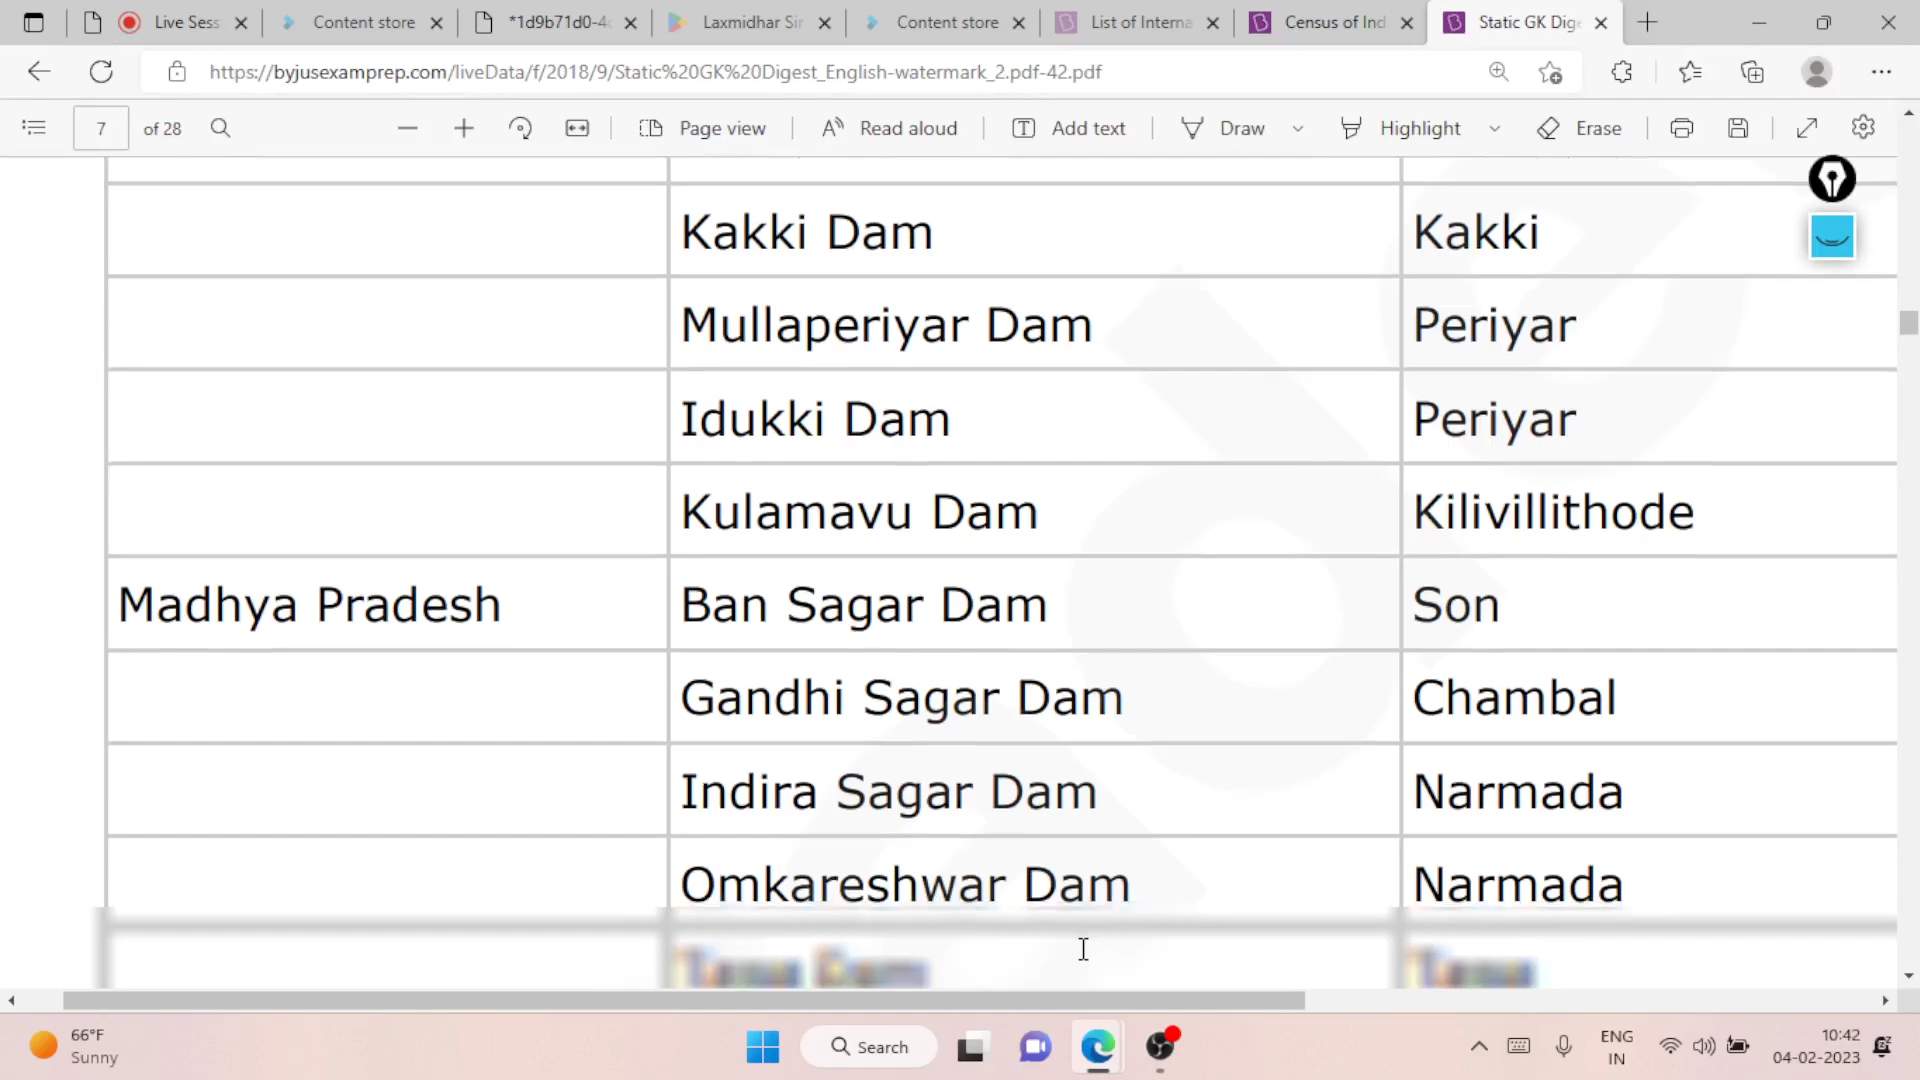 Live Sess
Content store
*1d9b71d0-4c
Laxmidhar Sir
Content store
List of Interna
Census of Ind
Static GK Dige
https://byjusexamprep.com/liveData/f/2018/9/Static%20GK%20Digest_English-watermark_2.pdf-42.pdf
7 of 28
Page view
Read aloud
Add text
Draw
Highlight
Erase
Kakki Dam Kakki
Mullaperiyar Dam Periyar
Idukki Dam Periyar
Kulamavu Dam Kilivillithode
Madhya Pradesh Ban Sagar Dam Son
Gandhi Sagar Dam Chambal
Indira Sagar Dam Narmada
Omkareshwar Dam Narmada
66°F
Sunny
Search
ENG
IN
10:42
04-02-2023